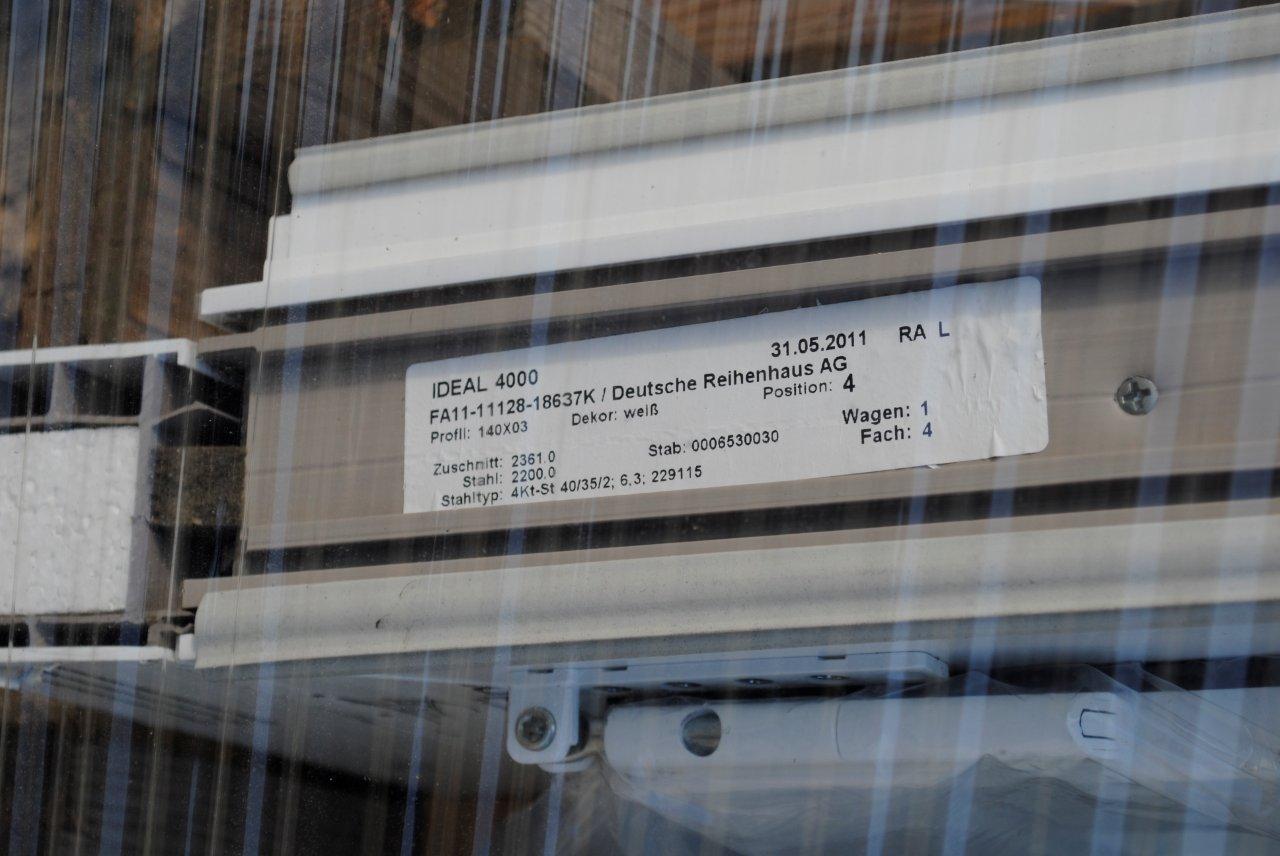 31.05.2011 RA L
IDEAL 4000
FA11-11128-18637K / Deutsche Reihenhaus AG
Profil: 140X03 Dekor: weiß Position: 4
Wagen: 1
Zuschnitt: 2361.0 Stab: 0006530030 Fach: 4
Stahl: 2200.0
Stahltyp: 4Kt-St 40/35/2; 6,3; 229115